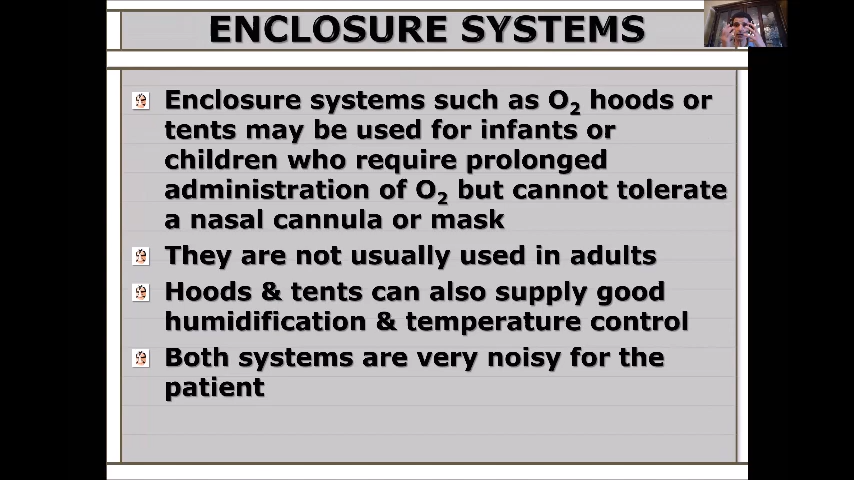 ENCLOSURE SYSTEMS
Enclosure systems such as O₂ hoods or
tents may be used for infants or
children who require prolonged
administration of O₂ but cannot tolerate
a nasal cannula or mask
They are not usually used in adults
Hoods & tents can also supply good
humidification & temperature control
Both systems are very noisy for the
patient